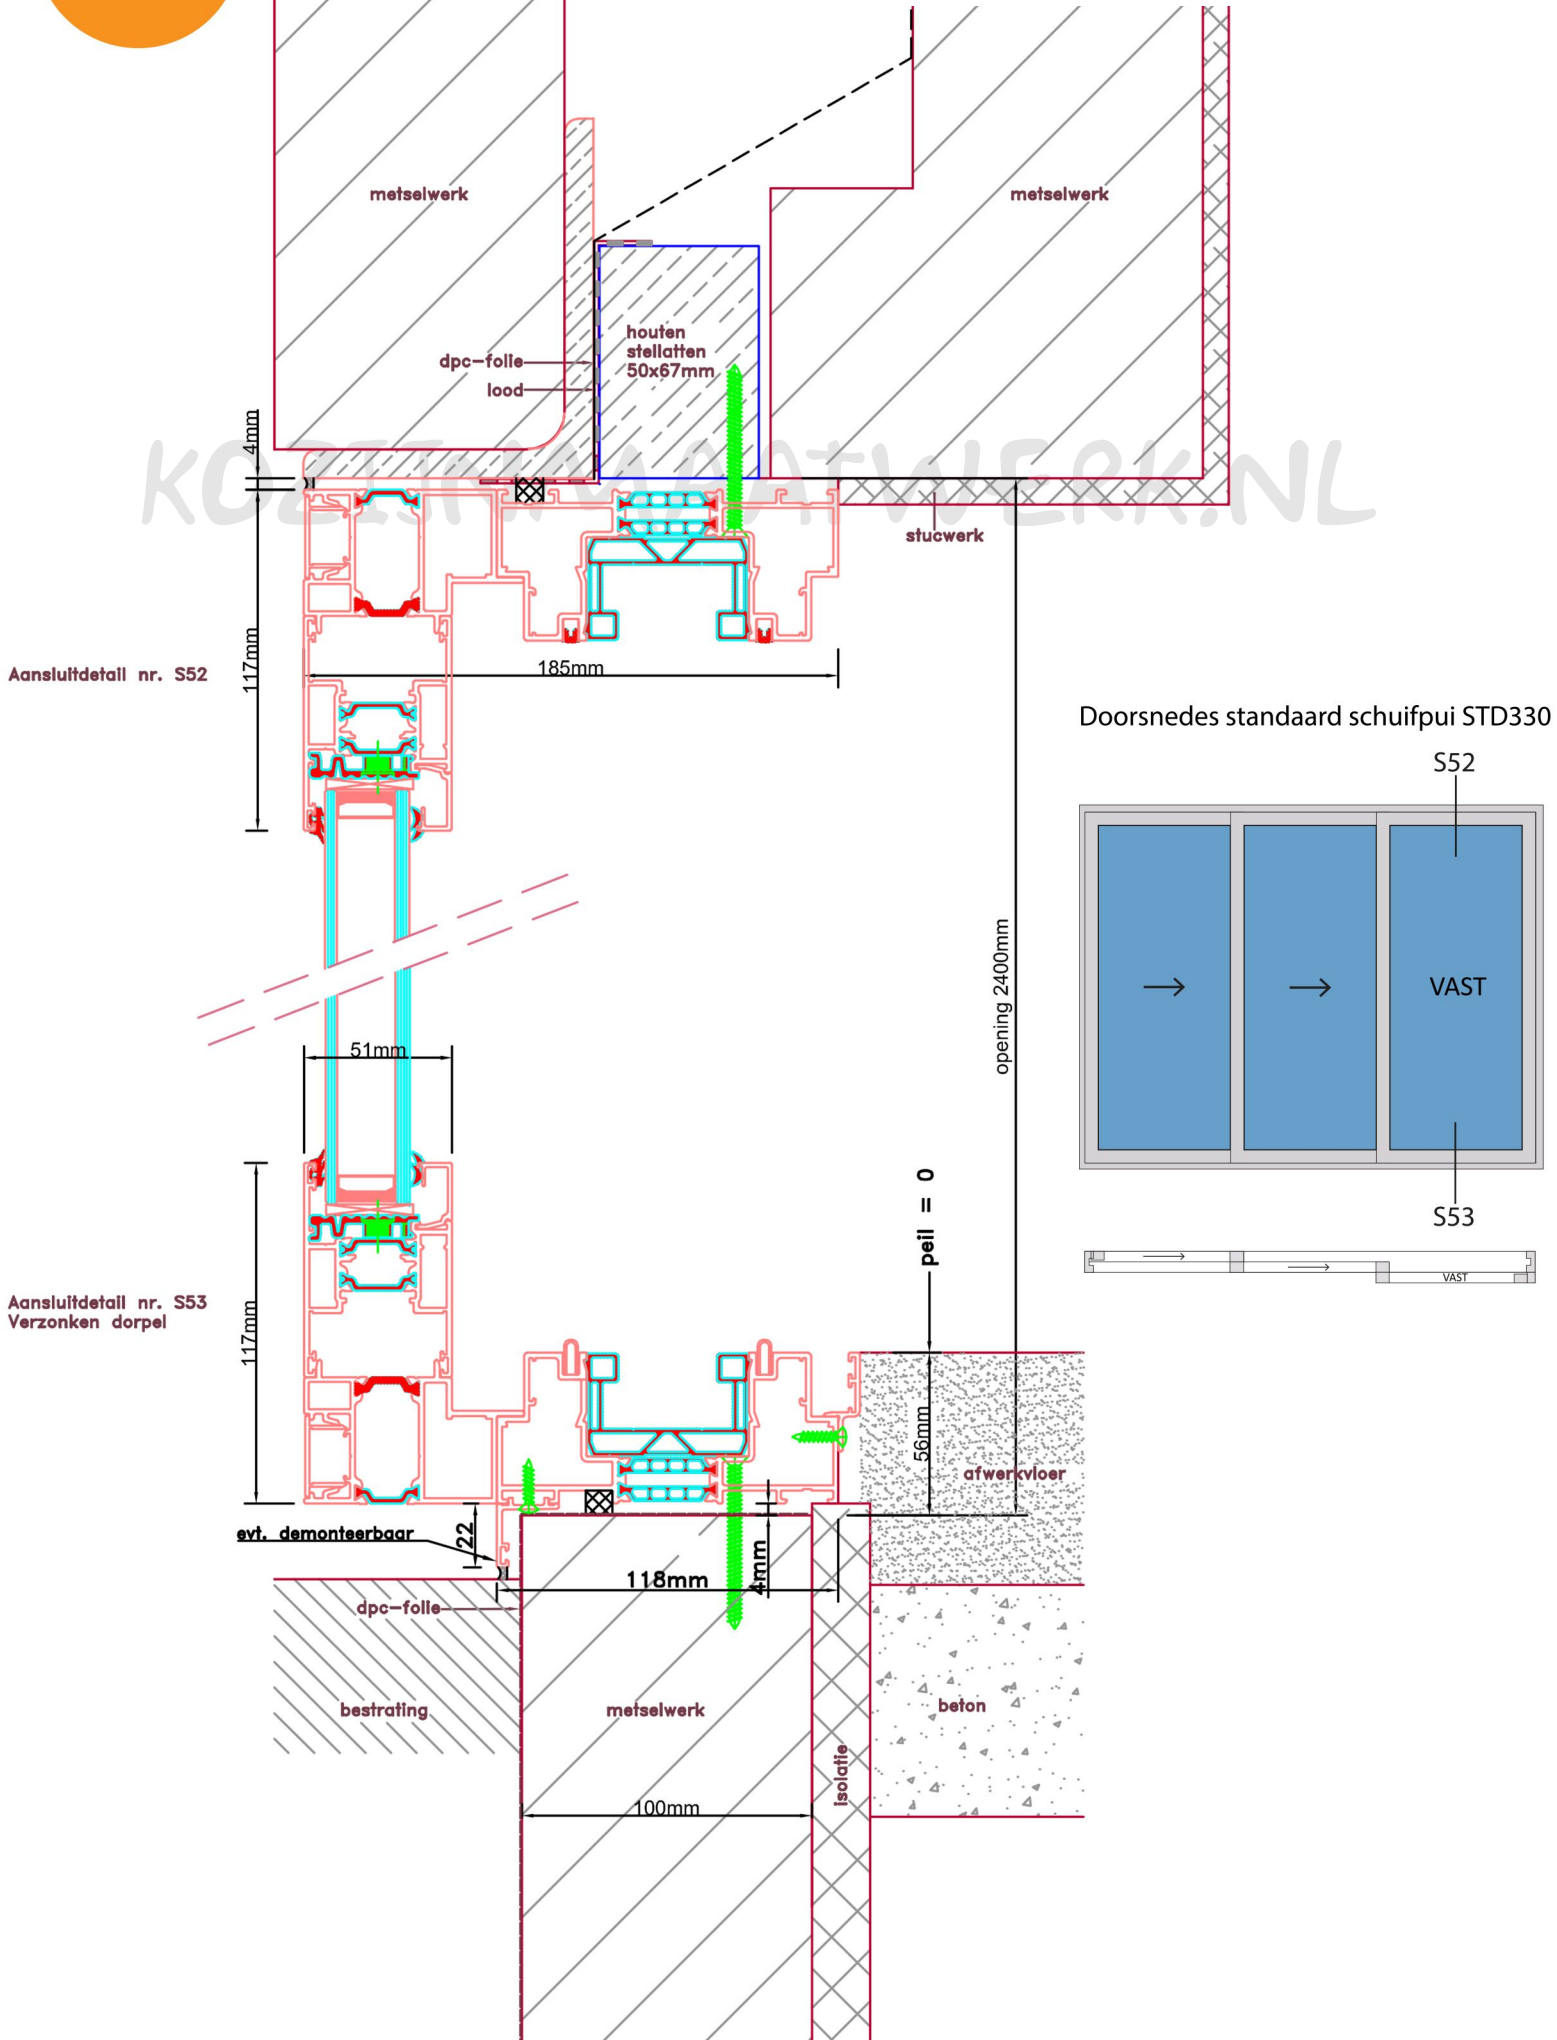 metselwerk
metselwerk
houten
stellatten
50x67mm
dpc-folie
lood
4mm
KOZIJNMAATWERK.NL
stucwerk
117mm
185mm
Aansluitdetail nr. S52
Doorsnedes standaard schuifpui STD330
S52
VAST
S53
VAST
opening 2400mm
51mm
peil = 0
Aansluitdetail nr. S53
Verzonken dorpel
117mm
56mm
afwerkvloer
evt. demonteerbaar
22
4mm
118mm
dpc-folie
bestrating
metselwerk
beton
isolatie
100mm